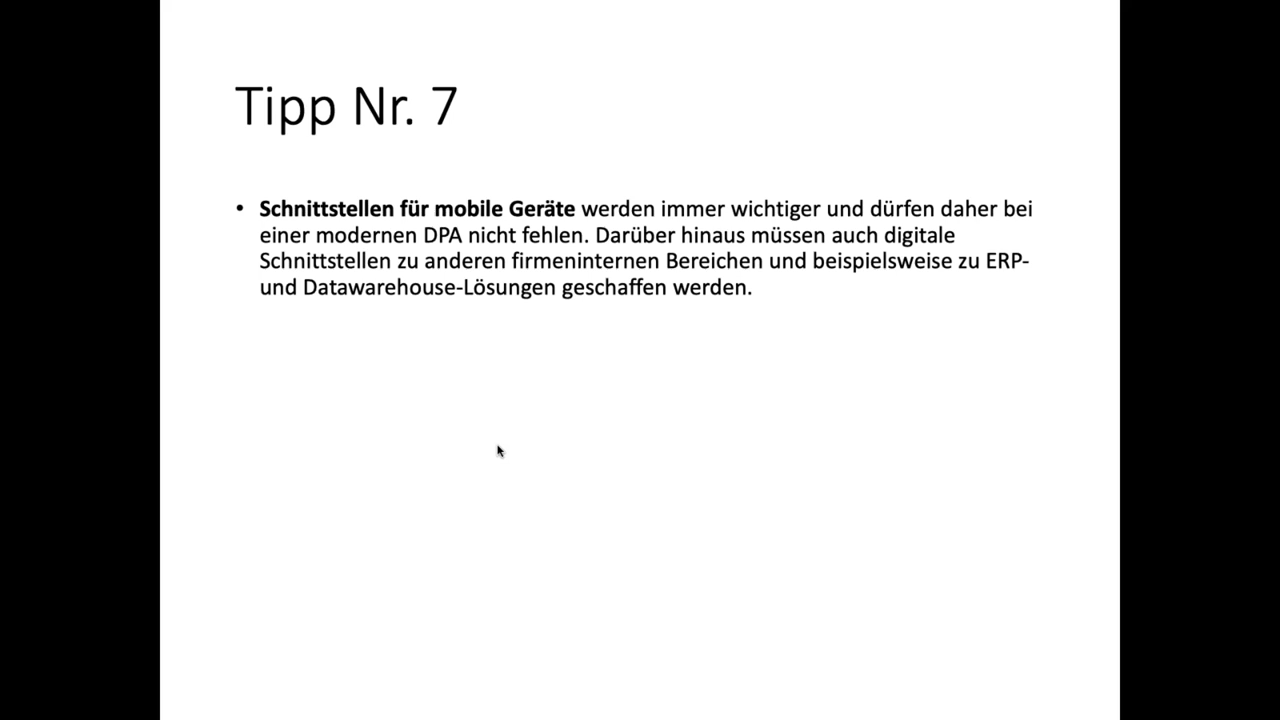 Tipp Nr. 7
• Schnittstellen für mobile Geräte werden immer wichtiger und dürfen daher bei
einer modernen DPA nicht fehlen. Darüber hinaus müssen auch digitale
Schnittstellen zu anderen firmeninternen Bereichen und beispielsweise zu ERP-
und Datawarehouse-Lösungen geschaffen werden.